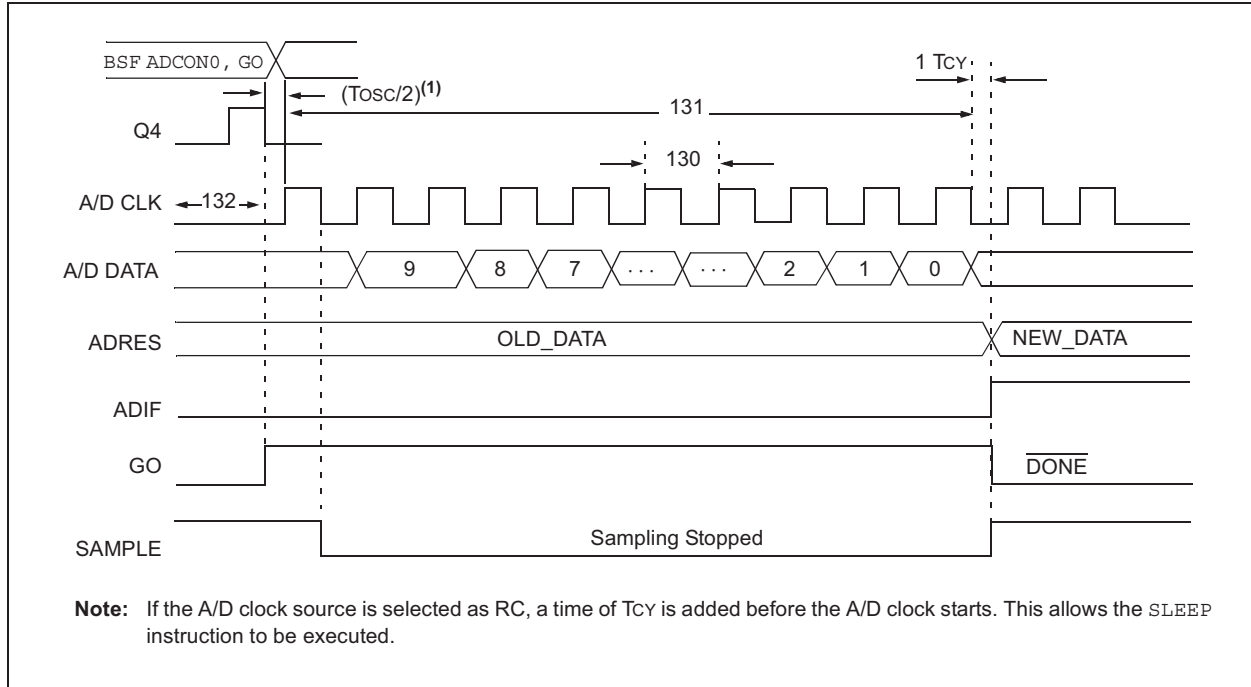 BSF ADCON0, GO
1 TCY
(TOSC/2)(1)
131
Q4
130
A/D CLK
132
A/D DATA
9 8 7 . . . . . . 2 1 0
ADRES
OLD_DATA
NEW_DATA
ADIF
GO
DONE
SAMPLE
Sampling Stopped
Note: If the A/D clock source is selected as RC, a time of TCY is added before the A/D clock starts. This allows the SLEEP
instruction to be executed.